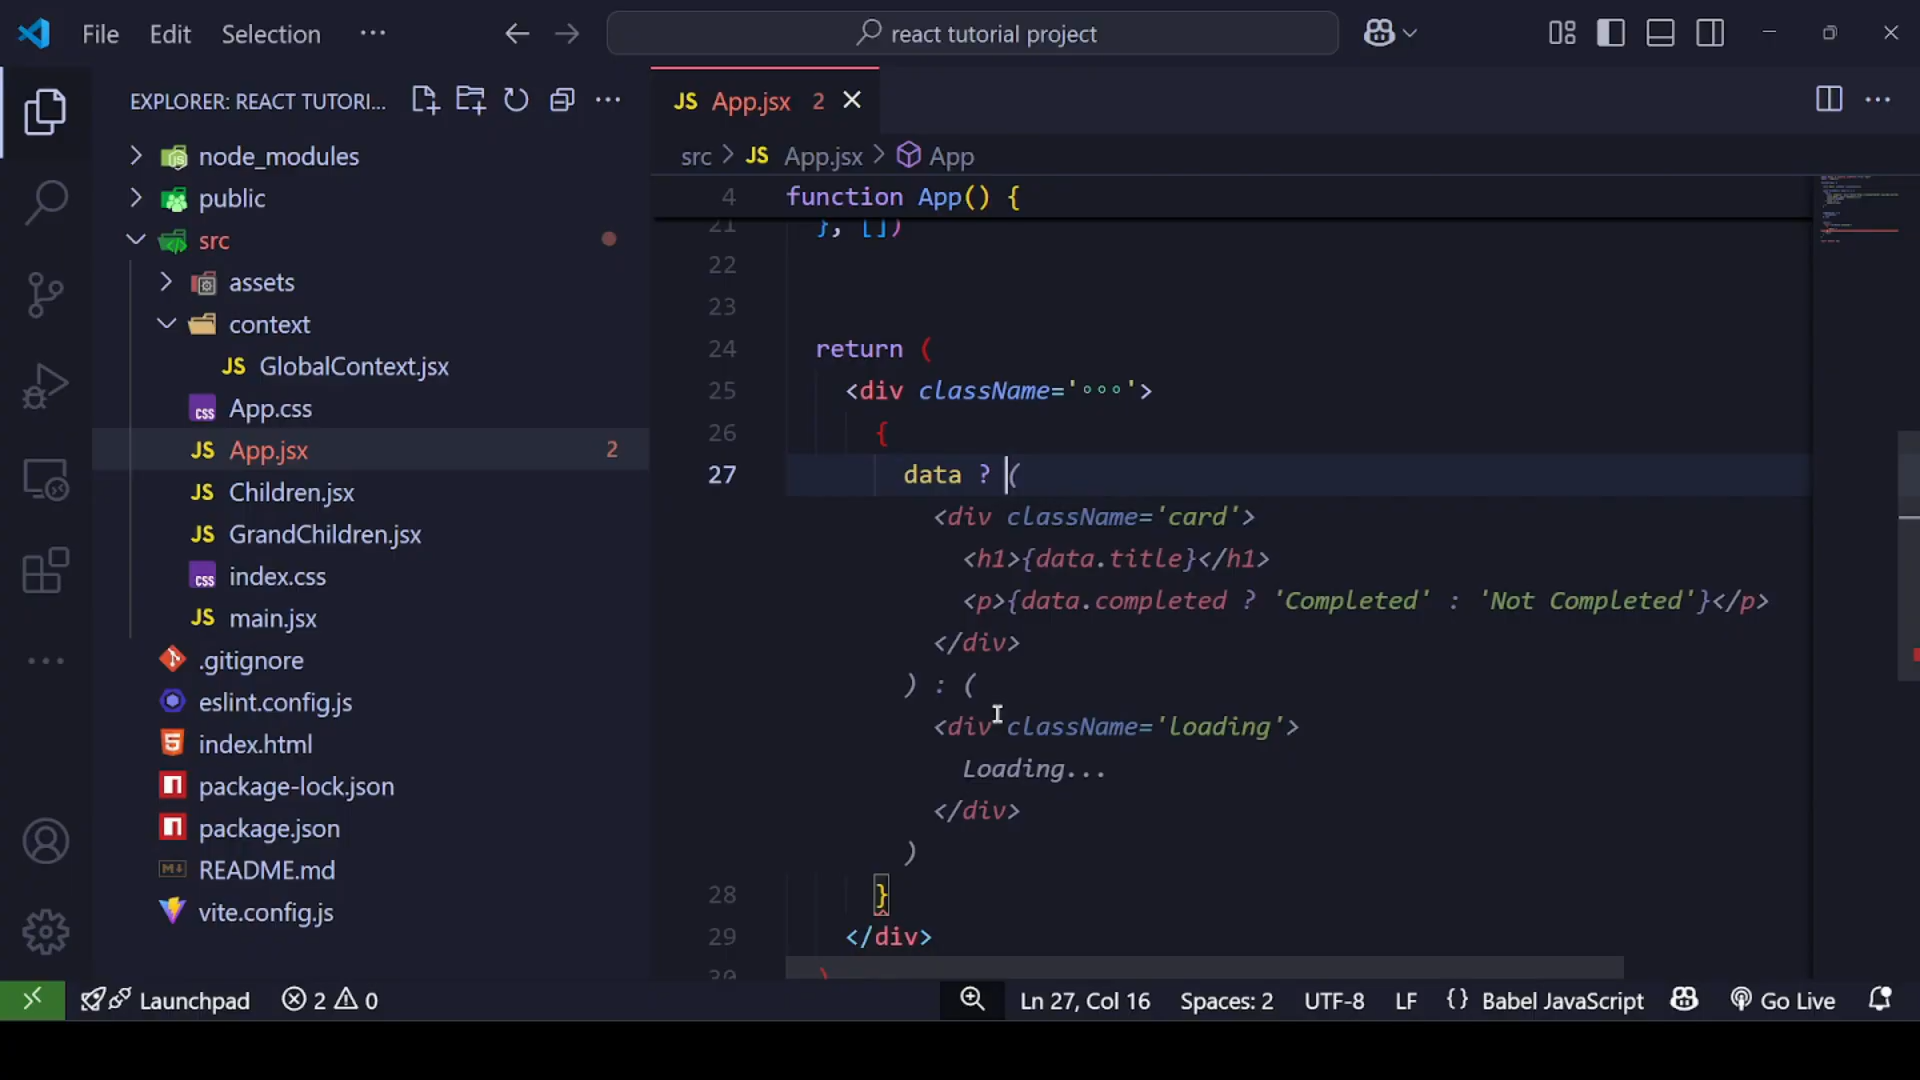 File Edit Selection ··· react tutorial project
EXPLORER: REACT TUTORI... ···
node_modules
public
src
assets
context
JS GlobalContext.jsx
css App.css
JS App.jsx 2
JS Children.jsx
JS GrandChildren.jsx
css index.css
JS main.jsx
.gitignore
eslint.config.js
index.html
package-lock.json
package.json
README.md
vite.config.js
JS App.jsx 2
src > JS App.jsx > App
4 function App() {
21 }, [])
22
23
24 return (
25 <div className='∘∘∘'>
26 {
27 data ? (
<div className='card'>
<h1>{data.title}</h1>
<p>{data.completed ? 'Completed' : 'Not Completed'}</p>
</div>
) : (
<div className='loading'>
Loading...
</div>
)
28 }
29 </div>
30 )
Launchpad 2 0 Ln 27, Col 16 Spaces: 2 UTF-8 LF {} Babel JavaScript Go Live